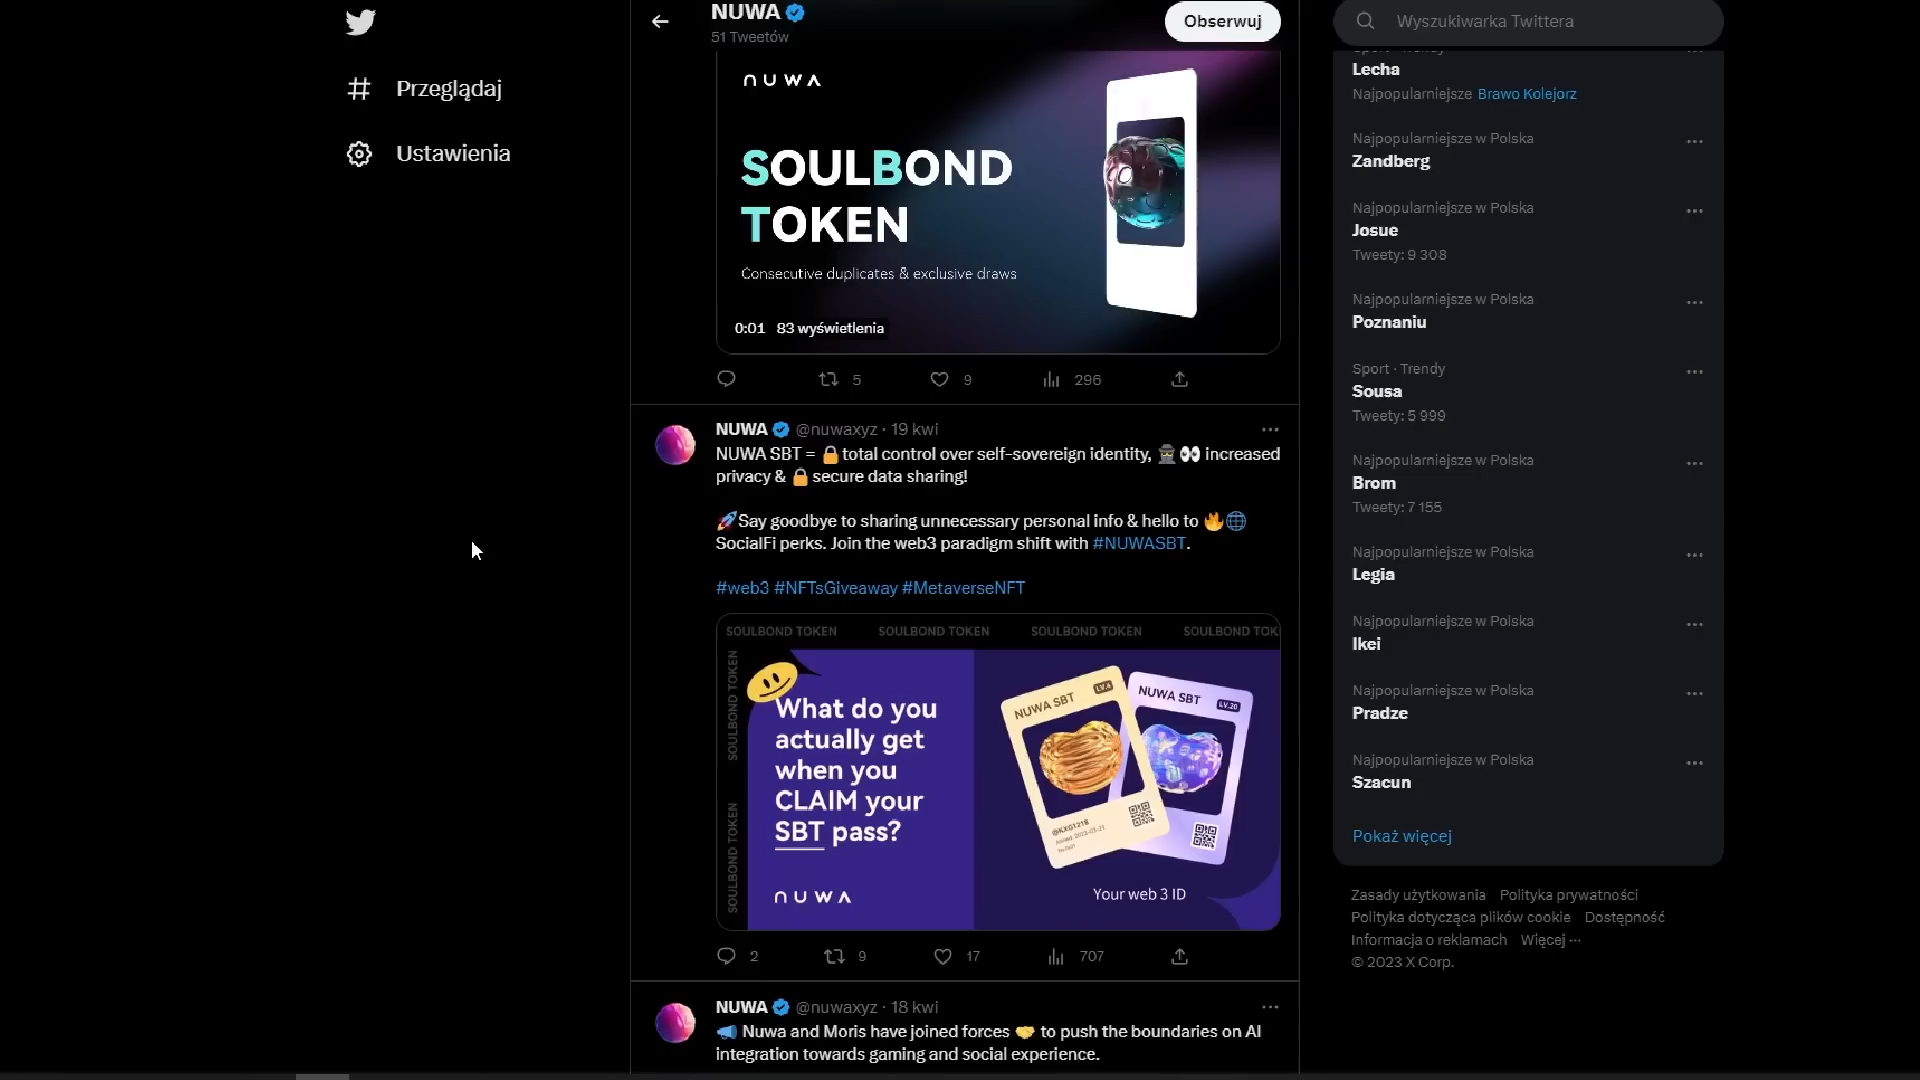 Przeglądaj
Ustawienia
NUWA
51 Tweetów
Obserwuj
NUWA
SOULBOND
TOKEN
Consecutive duplicates & exclusive draws
0:01 83 wyświetlenia
5 9 296
NUWA @nuwaxyz · 19 kwi
NUWA SBT = 🔒 total control over self-sovereign identity, 🕵️👀 increased
privacy & 🔒 secure data sharing!
🚀Say goodbye to sharing unnecessary personal info & hello to 🔥🌐
SocialFi perks. Join the web3 paradigm shift with #NUWASBT.
#web3 #NFTsGiveaway #MetaverseNFT
SOULBOND TOKEN SOULBOND TOKEN SOULBOND TOKEN SOULBOND TOK
SOULBOND TOKEN
SOULBOND TOKEN
What do you
actually get
when you
CLAIM your
SBT pass?
NUWA
NUWA SBT LV.4
@KX01218
NUWA SBT LV.20
Your web 3 ID
2 9 17 707
NUWA @nuwaxyz · 18 kwi
📣 Nuwa and Moris have joined forces 🤝 to push the boundaries on AI
integration towards gaming and social experience.
Wyszukiwarka Twittera
Sport · Trendy
Lecha
Najpopularniejsze Brawo Kolejorz
Najpopularniejsze w Polska
Zandberg
Najpopularniejsze w Polska
Josue
Tweety: 9 308
Najpopularniejsze w Polska
Poznaniu
Sport · Trendy
Sousa
Tweety: 5 999
Najpopularniejsze w Polska
Brom
Tweety: 7 155
Najpopularniejsze w Polska
Legia
Najpopularniejsze w Polska
Ikei
Najpopularniejsze w Polska
Pradze
Najpopularniejsze w Polska
Szacun
Pokaż więcej
Zasady użytkowania Polityka prywatności
Polityka dotycząca plików cookie Dostępność
Informacja o reklamach Więcej ···
© 2023 X Corp.